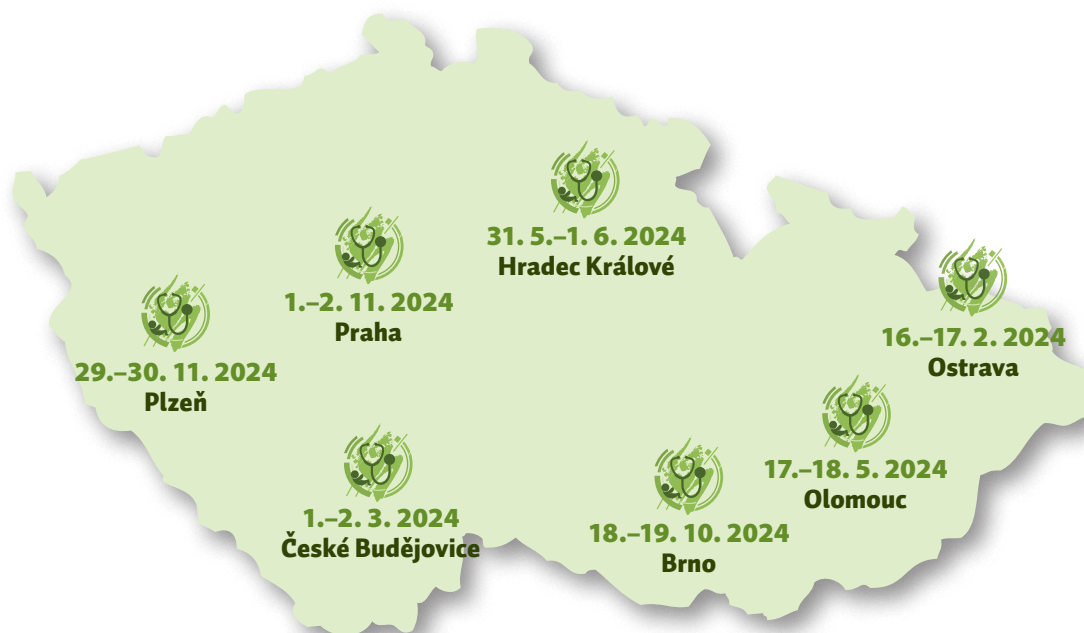 31. 5.–1. 6. 2024
Hradec Králové
1.–2. 11. 2024
Praha
16.–17. 2. 2024
Ostrava
29.–30. 11. 2024
Plzeň
17.–18. 5. 2024
Olomouc
1.–2. 3. 2024
České Budějovice
18.–19. 10. 2024
Brno